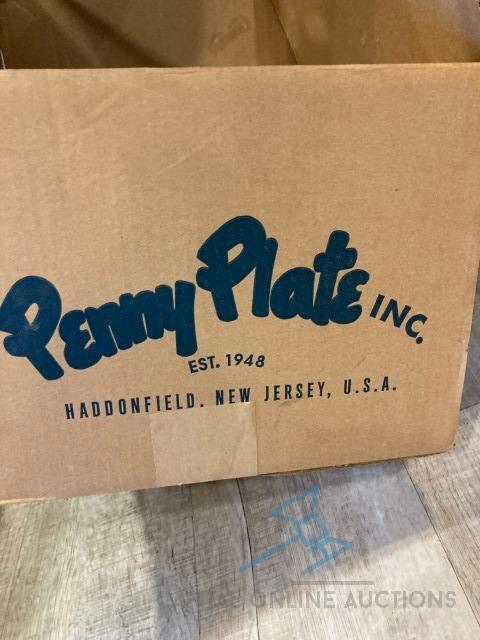 Penny Plate INC.
EST. 1948
HADDONFIELD. NEW JERSEY, U.S.A.
ONLINE AUCTIONS